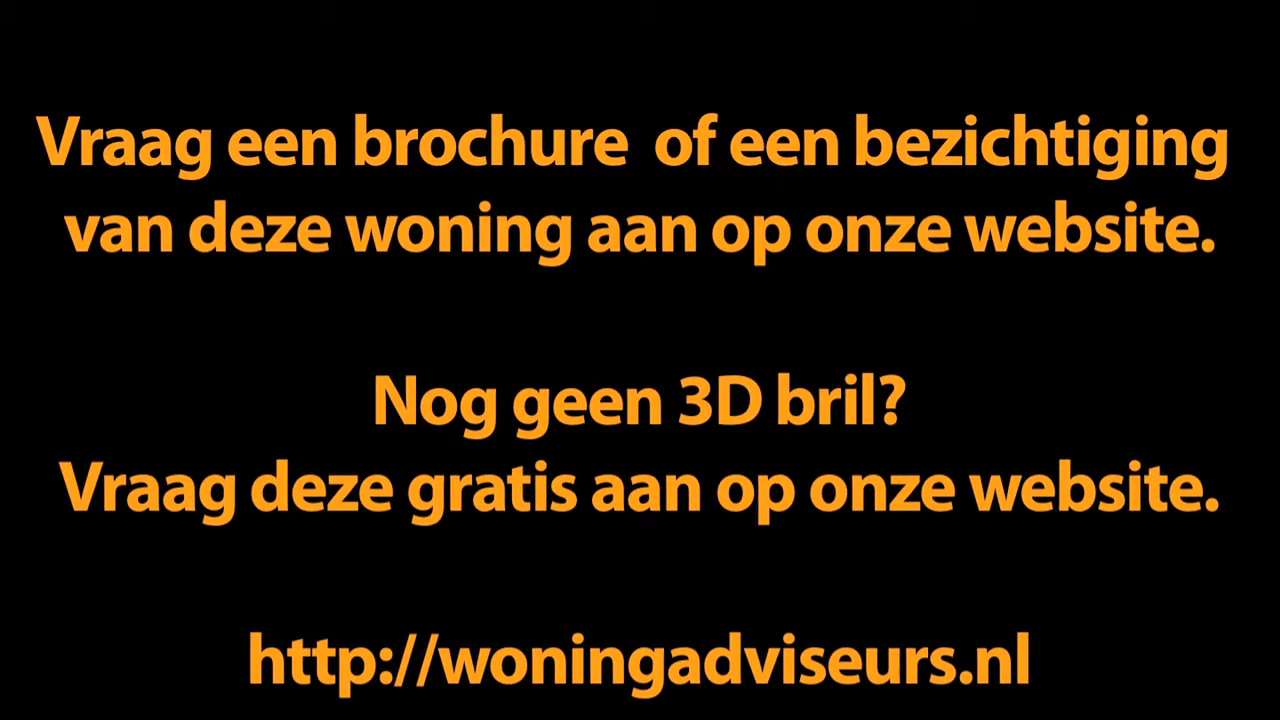 Vraag een brochure  of een bezichtiging
van deze woning aan op onze website.
Nog geen 3D bril?
Vraag deze gratis aan op onze website.
http://woningadviseurs.nl